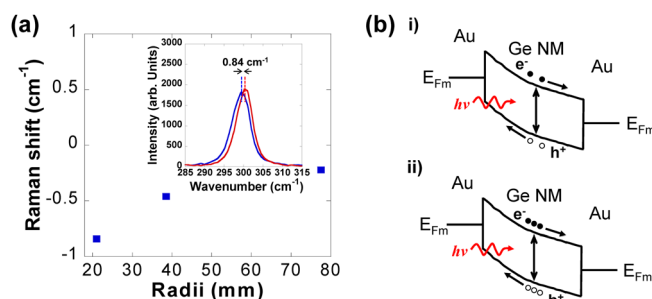 (a)
Raman shift (cm⁻¹)
1
0.5
0
-0.5
-1
20 30 40 50 60 70 80
Radii (mm)
Intensity (arb. Units)
3000
2500
2000
1500
1000
500
0
0.84 cm⁻¹
285 290 295 300 305 310 315
Wavenumber (cm⁻¹)
(b) i)
Au
Ge NM
Au
e⁻
E_Fm
hν
h⁺
E_Fm
ii)
Au
Ge NM
Au
e⁻
E_Fm
hν
h⁺
E_Fm